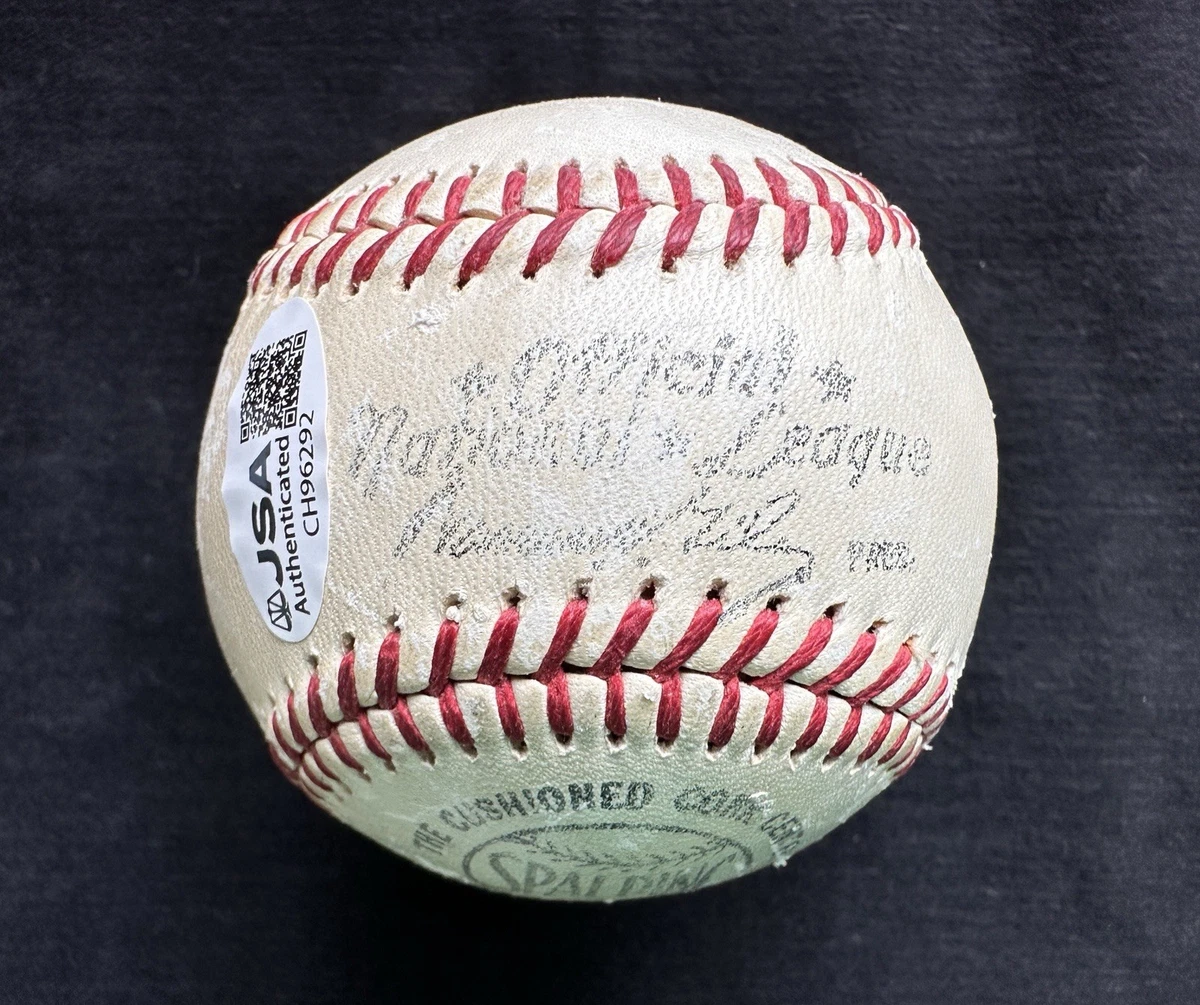 JSA
Authenticated
CH96292
Official
National League
PRES.
THE CUSHIONED CORK CENTER
SPALDING